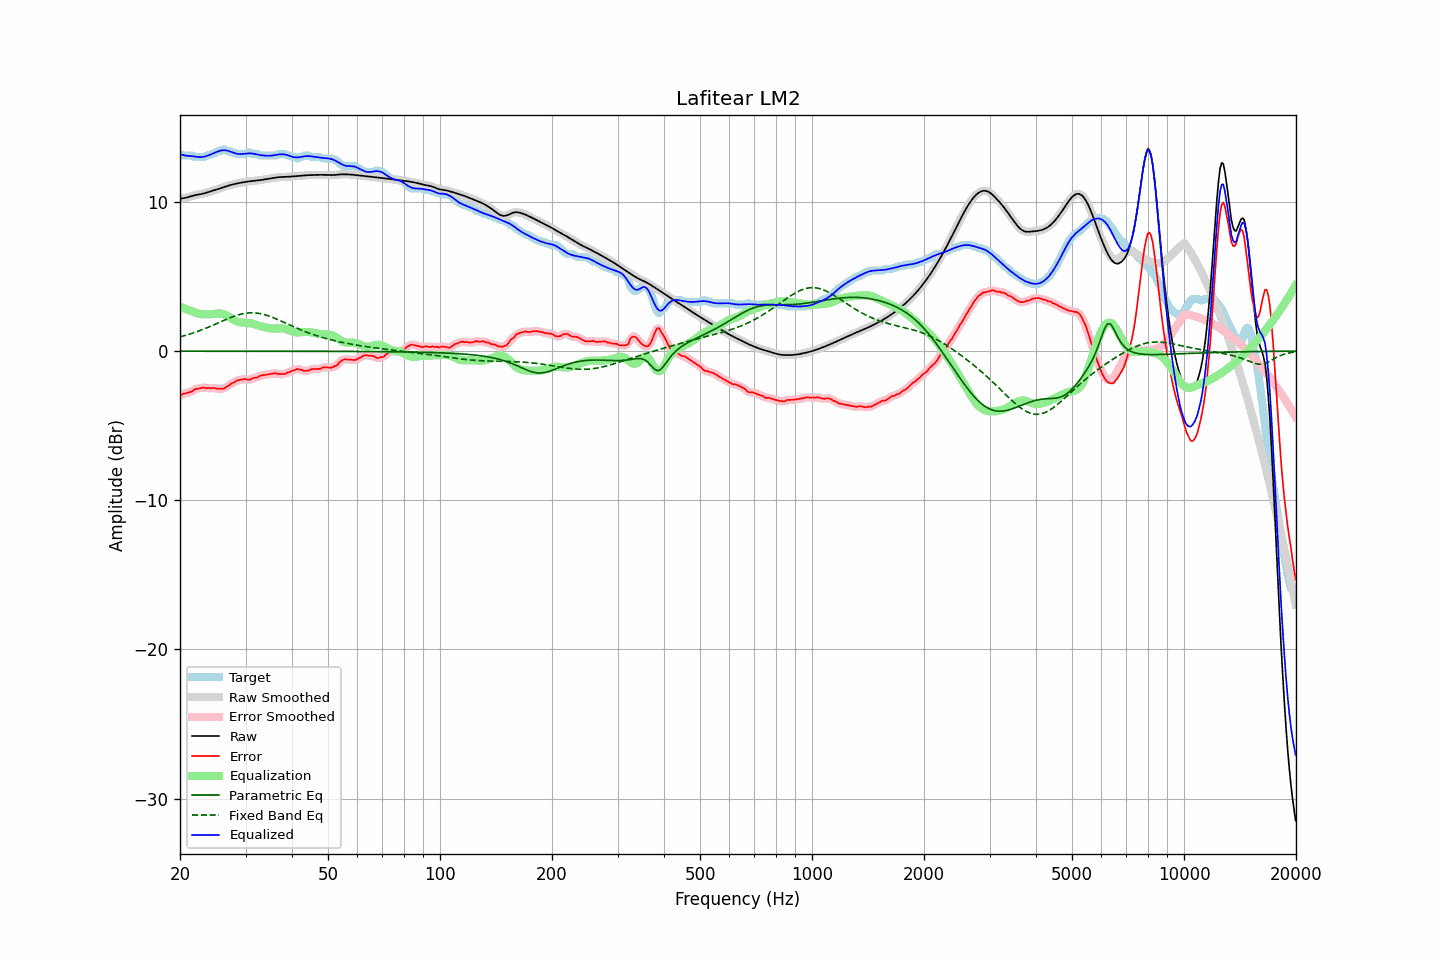 Lafitear LM2
Amplitude (dBr)
10
0
−10
−20
−30
20
50
100
200
500
1000
2000
5000
10000
20000
Frequency (Hz)
Target
Raw Smoothed
Error Smoothed
Raw
Error
Equalization
Parametric Eq
Fixed Band Eq
Equalized